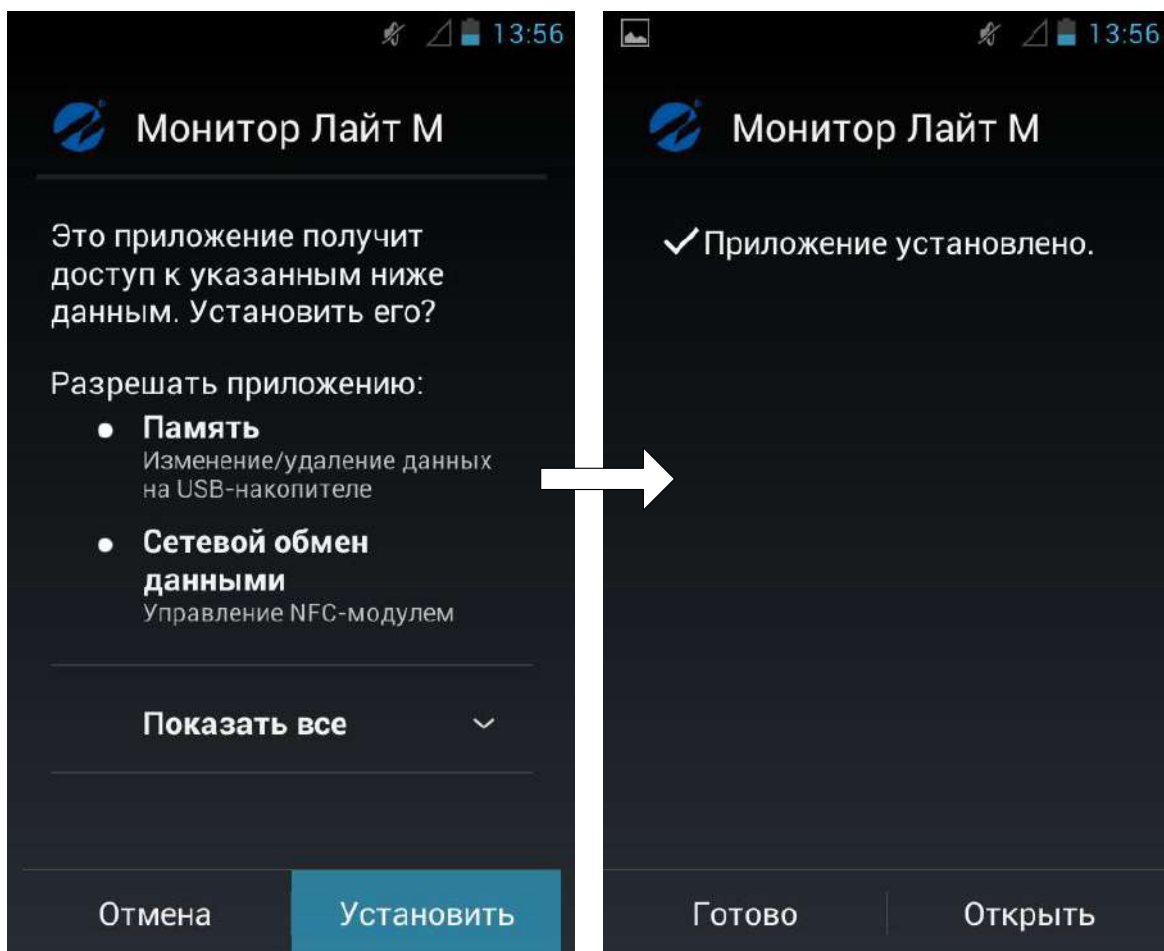 13:56
Монитор Лайт М
Это приложение получит
доступ к указанным ниже
данным. Установить его?
Разрешать приложению:
Память
Изменение/удаление данных
на USB-накопителе
Сетевой обмен
данными
Управление NFC-модулем
Показать все
Отмена
Установить
13:56
Монитор Лайт М
Приложение установлено.
Готово
Открыть